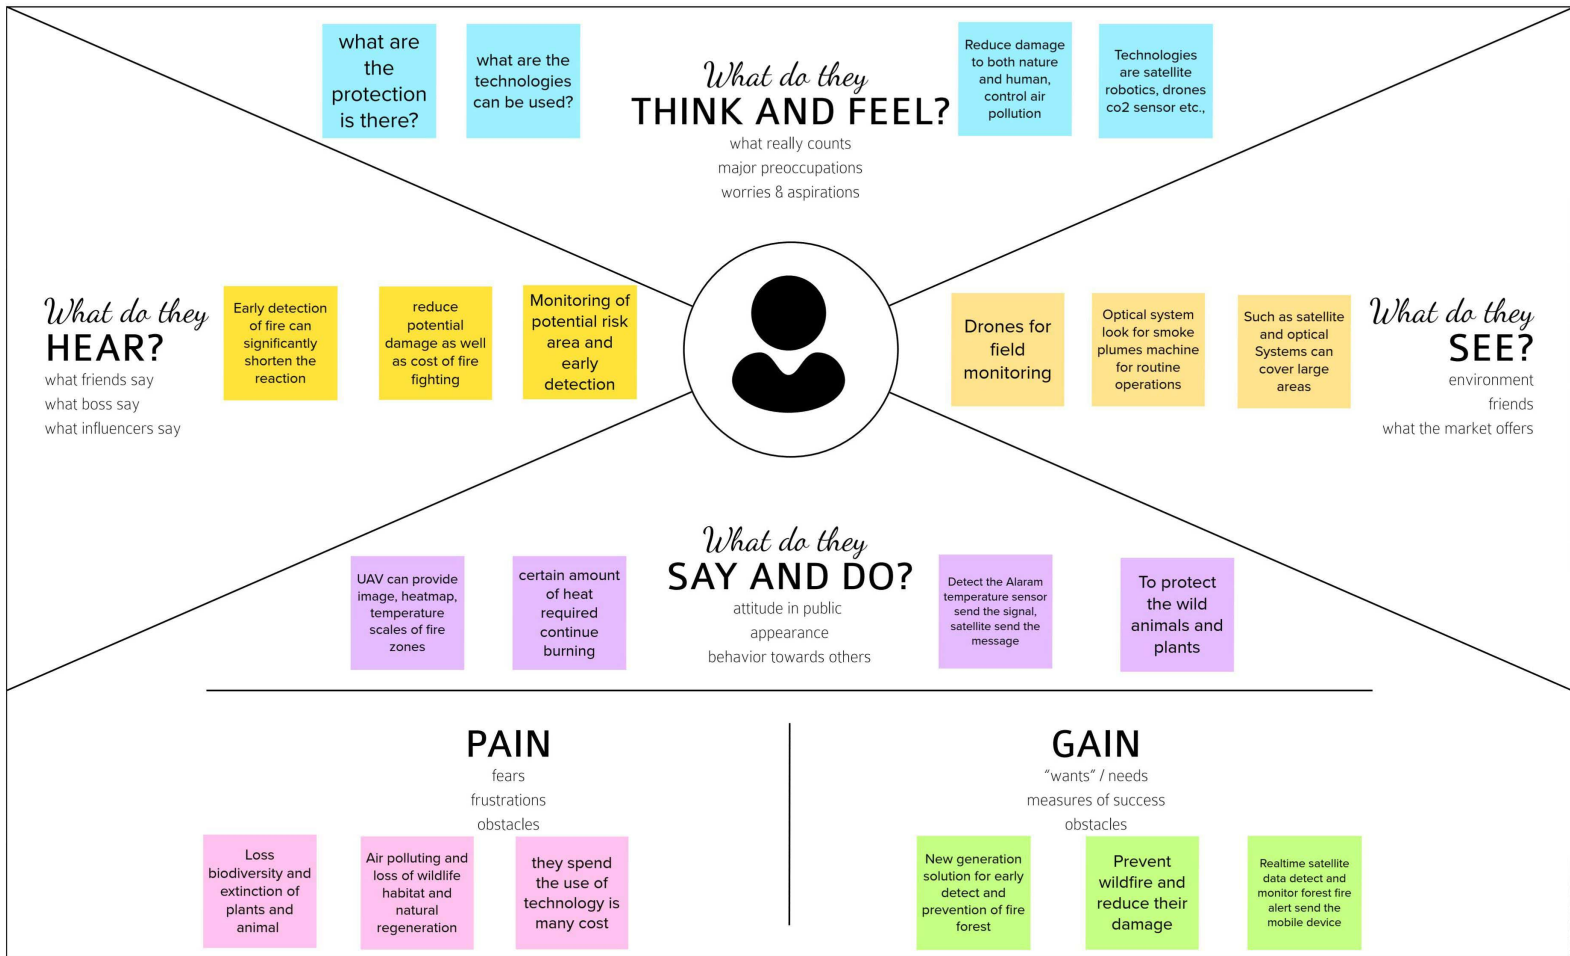 what are
the
protection
is there?
what are the
technologies
can be used?
What do they
THINK AND FEEL?
what really counts
major preoccupations
worries & aspirations
Reduce damage
to both nature
and human,
control air
pollution
Technologies
are satellite
robotics, drones
co2 sensor etc.,
What do they
HEAR?
what friends say
what boss say
what influencers say
Early detection
of fire can
significantly
shorten the
reaction
reduce
potential
damage as well
as cost of fire
fighting
Monitoring of
potential risk
area and
early
detection
Drones for
field
monitoring
Optical system
look for smoke
plumes machine
for routine
operations
Such as satellite
and optical
Systems can
cover large
areas
What do they
SEE?
environment
friends
what the market offers
UAV can provide
image, heatmap,
temperature
scales of fire
zones
certain amount
of heat
required
continue
burning
What do they
SAY AND DO?
attitude in public
appearance
behavior towards others
Detect the Alaram
temperature sensor
send the signal,
satellite send the
message
To protect
the wild
animals and
plants
PAIN
fears
frustrations
obstacles
Loss
biodiversity and
extinction of
plants and
animal
Air polluting and
loss of wildlife
habitat and
natural
regeneration
they spend
the use of
technology is
many cost
GAIN
"wants" / needs
measures of success
obstacles
New generation
solution for early
detect and
prevention of fire
forest
Prevent
wildfire and
reduce their
damage
Realtime satellite
data detect and
monitor forest fire
alert send the
mobile device